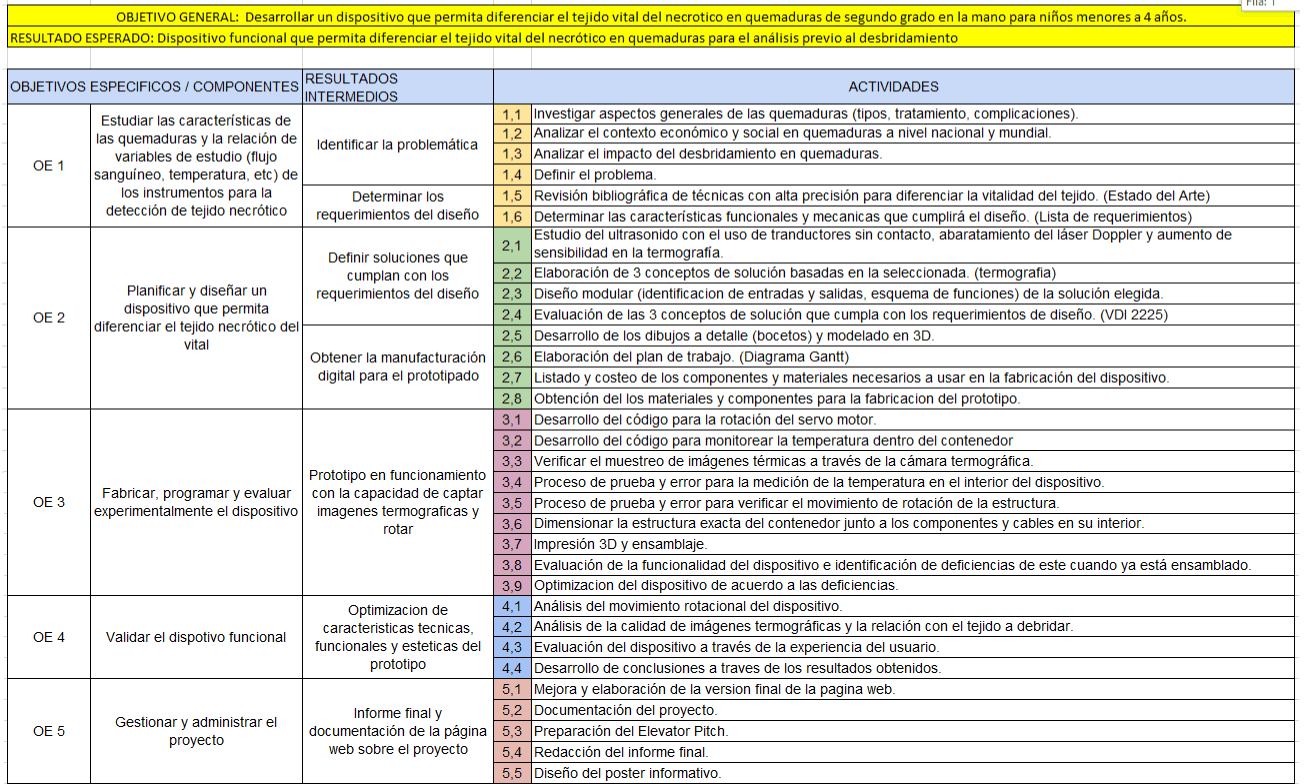 Fila: 1
OBJETIVO GENERAL: Desarrollar un dispositivo que permita diferenciar el tejido vital del necrotico en quemaduras de segundo grado en la mano para niños menores a 4 años.
RESULTADO ESPERADO: Dispositivo funcional que permita diferenciar el tejido vital del necrótico en quemaduras para el análisis previo al desbridamiento
OBJETIVOS ESPECIFICOS / COMPONENTES
RESULTADOS
INTERMEDIOS
ACTIVIDADES
OE 1
Estudiar las características de
las quemaduras y la relación de
variables de estudio (flujo
sanguíneo, temperatura, etc) de
los instrumentos para la
detección de tejido necrótico
Identificar la problemática
1,1 Investigar aspectos generales de las quemaduras (tipos, tratamiento, complicaciones).
1,2 Analizar el contexto económico y social en quemaduras a nivel nacional y mundial.
1,3 Analizar el impacto del desbridamiento en quemaduras.
1,4 Definir el problema.
Determinar los
requerimientos del diseño
1,5 Revisión bibliográfica de técnicas con alta precisión para diferenciar la vitalidad del tejido. (Estado del Arte)
1,6 Determinar las características funcionales y mecanicas que cumplirá el diseño. (Lista de requerimientos)
OE 2
Planificar y diseñar un
dispositivo que permita
diferenciar el tejido necrótico del
vital
Definir soluciones que
cumplan con los
requerimientos del diseño
2,1 Estudio del ultrasonido con el uso de tranductores sin contacto, abaratamiento del láser Doppler y aumento de
sensibilidad en la termografía.
2,2 Elaboración de 3 conceptos de solución basadas en la seleccionada. (termografia)
2,3 Diseño modular (identificacion de entradas y salidas, esquema de funciones) de la solución elegida.
2,4 Evaluación de las 3 conceptos de solución que cumpla con los requerimientos de diseño. (VDI 2225)
Obtener la manufacturación
digital para el prototipado
2,5 Desarrollo de los dibujos a detalle (bocetos) y modelado en 3D.
2,6 Elaboración del plan de trabajo. (Diagrama Gantt)
2,7 Listado y costeo de los componentes y materiales necesarios a usar en la fabricación del dispositivo.
2,8 Obtención del los materiales y componentes para la fabricacion del prototipo.
OE 3
Fabricar, programar y evaluar
experimentalmente el dispositivo
Prototipo en funcionamiento
con la capacidad de captar
imagenes termograficas y
rotar
3,1 Desarrollo del código para la rotación del servo motor.
3,2 Desarrollo del código para monitorear la temperatura dentro del contenedor
3,3 Verificar el muestreo de imágenes térmicas a través de la cámara termográfica.
3,4 Proceso de prueba y error para la medición de la temperatura en el interior del dispositivo.
3,5 Proceso de prueba y error para verificar el movimiento de rotación de la estructura.
3,6 Dimensionar la estructura exacta del contenedor junto a los componentes y cables en su interior.
3,7 Impresión 3D y ensamblaje.
3,8 Evaluación de la funcionalidad del dispositivo e identificación de deficiencias de este cuando ya está ensamblado.
3,9 Optimizacion del dispositivo de acuerdo a las deficiencias.
OE 4
Validar el dispotivo funcional
Optimizacion de
caracteristicas tecnicas,
funcionales y esteticas del
prototipo
4,1 Análisis del movimiento rotacional del dispositivo.
4,2 Análisis de la calidad de imágenes termográficas y la relación con el tejido a debridar.
4,3 Evaluación del dispositivo a través de la experiencia del usuario.
4,4 Desarrollo de conclusiones a traves de los resultados obtenidos.
OE 5
Gestionar y administrar el
proyecto
Informe final y
documentación de la página
web sobre el proyecto
5,1 Mejora y elaboración de la version final de la pagina web.
5,2 Documentación del proyecto.
5,3 Preparación del Elevator Pitch.
5,4 Redacción del informe final.
5,5 Diseño del poster informativo.